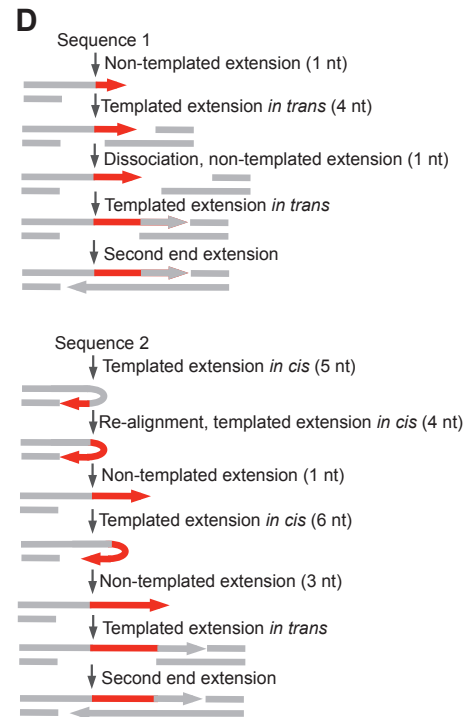 D
Sequence 1
Non-templated extension (1 nt)
Templated extension in trans (4 nt)
Dissociation, non-templated extension (1 nt)
Templated extension in trans
Second end extension
Sequence 2
Templated extension in cis (5 nt)
Re-alignment, templated extension in cis (4 nt)
Non-templated extension (1 nt)
Templated extension in cis (6 nt)
Non-templated extension (3 nt)
Templated extension in trans
Second end extension